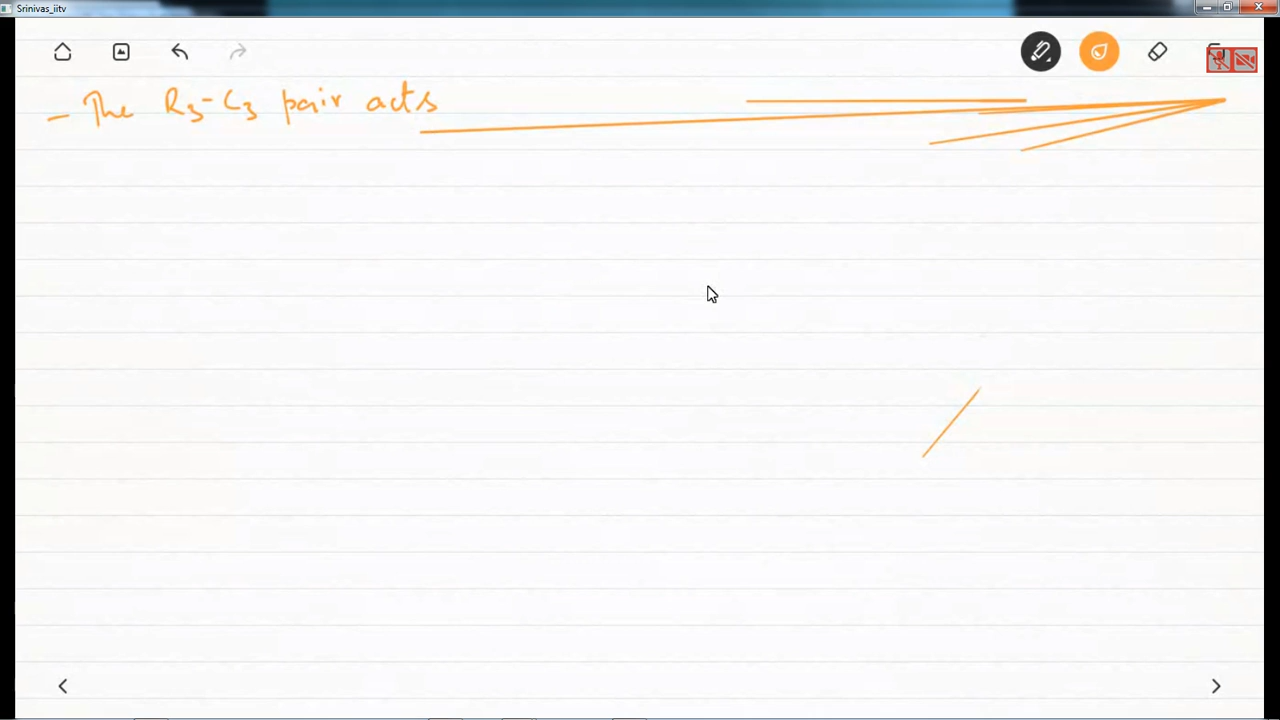 Srinivas_iitv
- The R3-C3 pair acts